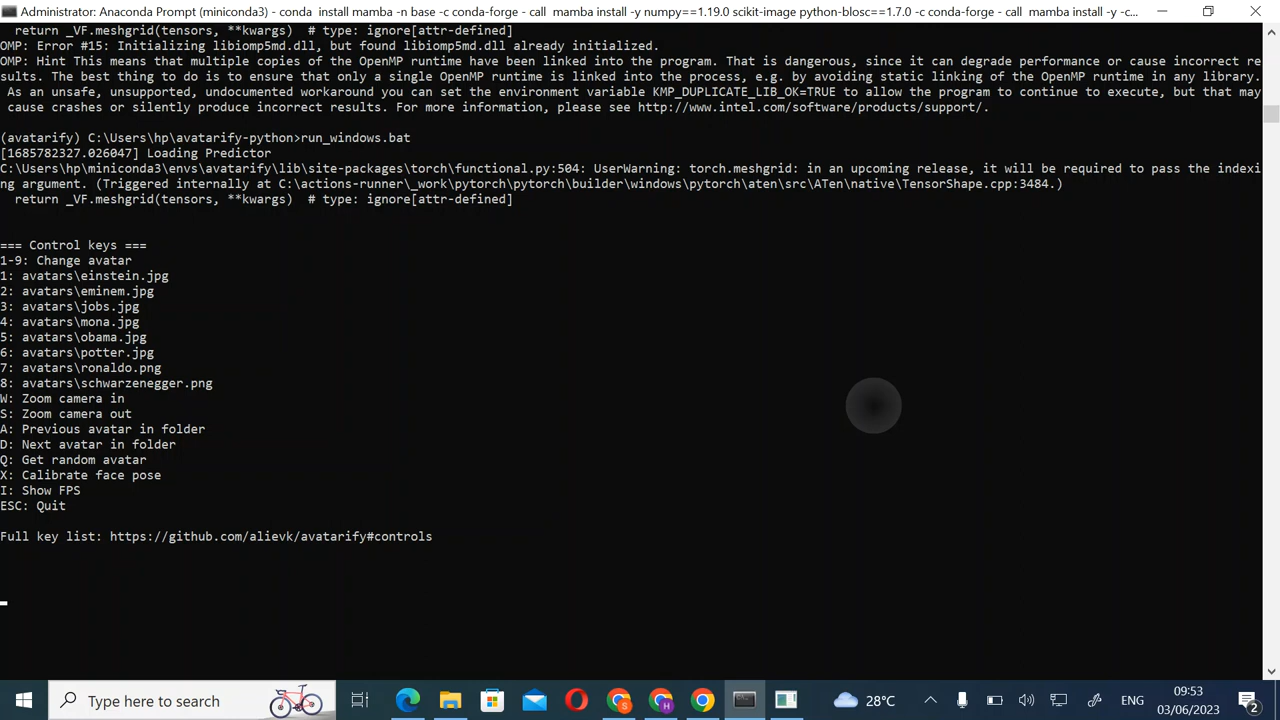 Administrator: Anaconda Prompt (miniconda3) - conda install mamba -n base -c conda-forge - call mamba install -y numpy==1.19.0 scikit-image python-blosc==1.7.0 -c conda-forge - call mamba install -y -c...
return _VF.meshgrid(tensors, **kwargs)  # type: ignore[attr-defined]
OMP: Error #15: Initializing libiomp5md.dll, but found libiomp5md.dll already initialized.
OMP: Hint This means that multiple copies of the OpenMP runtime have been linked into the program. That is dangerous, since it can degrade performance or cause incorrect re
sults. The best thing to do is to ensure that only a single OpenMP runtime is linked into the process, e.g. by avoiding static linking of the OpenMP runtime in any library.
As an unsafe, unsupported, undocumented workaround you can set the environment variable KMP_DUPLICATE_LIB_OK=TRUE to allow the program to continue to execute, but that may
cause crashes or silently produce incorrect results. For more information, please see http://www.intel.com/software/products/support/.
(avatarify) C:\Users\hp\avatarify-python>run_windows.bat
[1685782327.026047] Loading Predictor
C:\Users\hp\miniconda3\envs\avatarify\lib\site-packages\torch\functional.py:504: UserWarning: torch.meshgrid: in an upcoming release, it will be required to pass the indexi
ng argument. (Triggered internally at C:\actions-runner\_work\pytorch\pytorch\builder\windows\pytorch\aten\src\ATen\native\TensorShape.cpp:3484.)
return _VF.meshgrid(tensors, **kwargs)  # type: ignore[attr-defined]
=== Control keys ===
1-9: Change avatar
1: avatars\einstein.jpg
2: avatars\eminem.jpg
3: avatars\jobs.jpg
4: avatars\mona.jpg
5: avatars\obama.jpg
6: avatars\potter.jpg
7: avatars\ronaldo.png
8: avatars\schwarzenegger.png
W: Zoom camera in
S: Zoom camera out
A: Previous avatar in folder
D: Next avatar in folder
Q: Get random avatar
X: Calibrate face pose
I: Show FPS
ESC: Quit
Full key list: https://github.com/alievk/avatarify#controls
Type here to search
S
H
28°C
ENG
09:53
03/06/2023
2